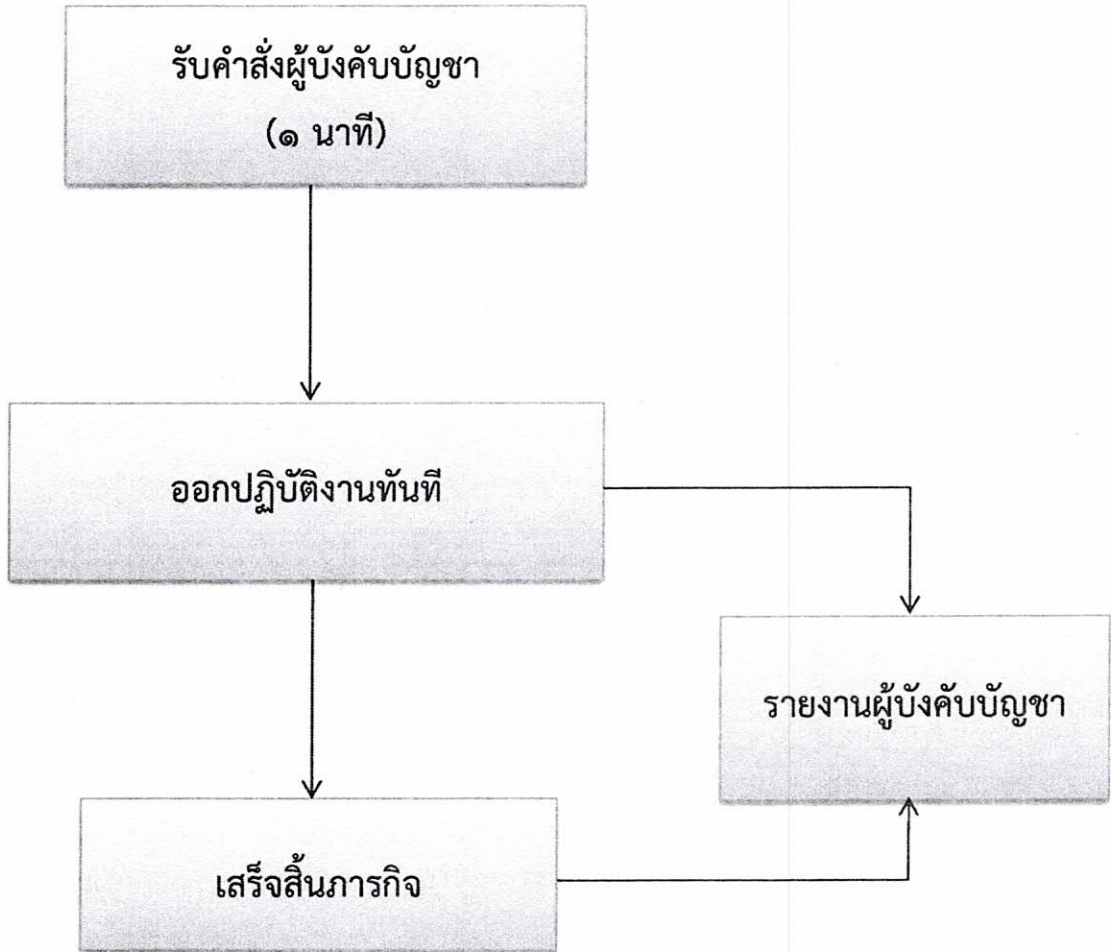 รับคำสั่งผู้บังคับบัญชา
(๑ นาที)
ออกปฏิบัติงานทันที
รายงานผู้บังคับบัญชา
เสร็จสิ้นภารกิจ